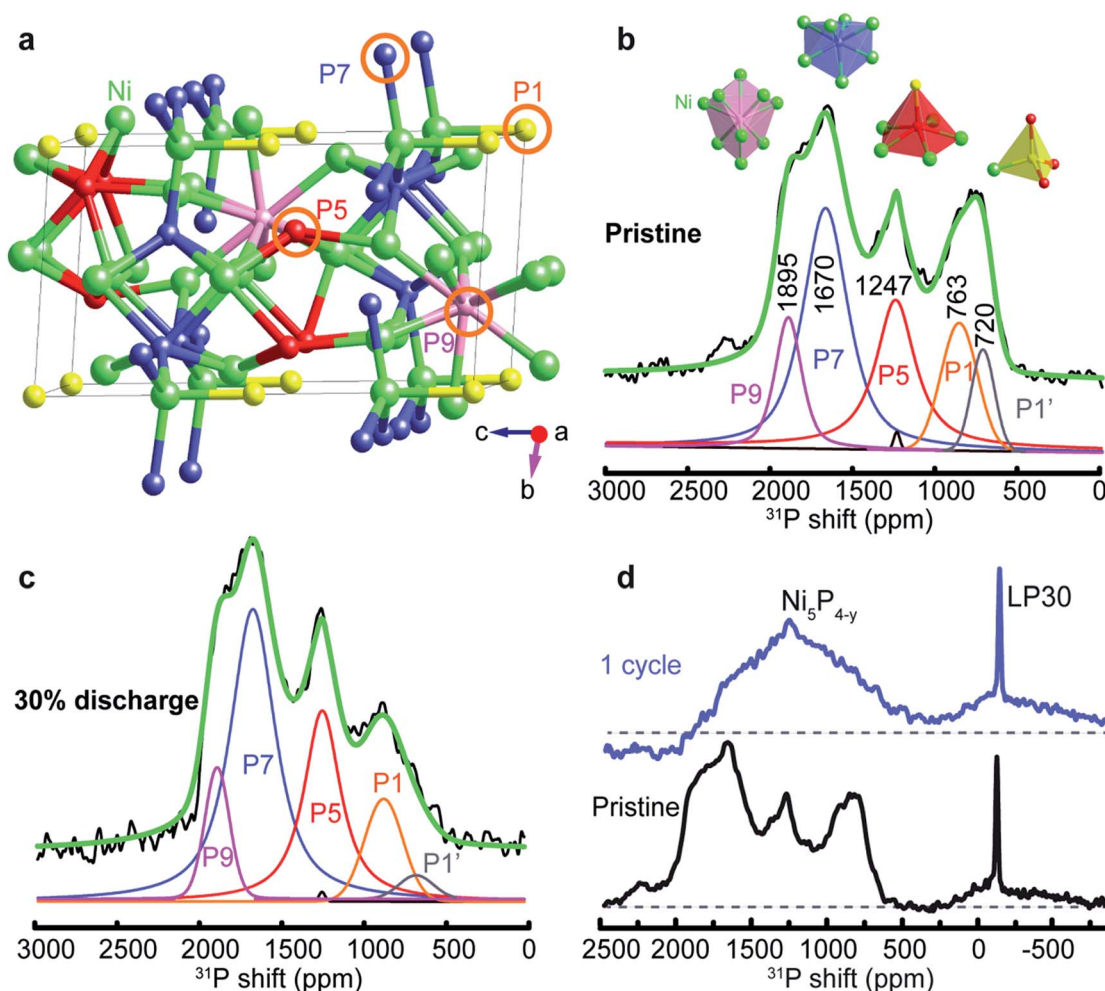 a
P7
P1
Ni
P5
P9
c
a
b
b
Ni
Pristine
1895
1670
1247
763
720
P9
P7
P5
P1
P1’
3000 2500 2000 1500 1000 500 0
³¹P shift (ppm)
c
30% discharge
P9
P7
P5
P1
P1’
3000 2500 2000 1500 1000 500 0
³¹P shift (ppm)
d
Ni₅P₄₋y
LP30
1 cycle
Pristine
2500 2000 1500 1000 500 0 -500
³¹P shift (ppm)